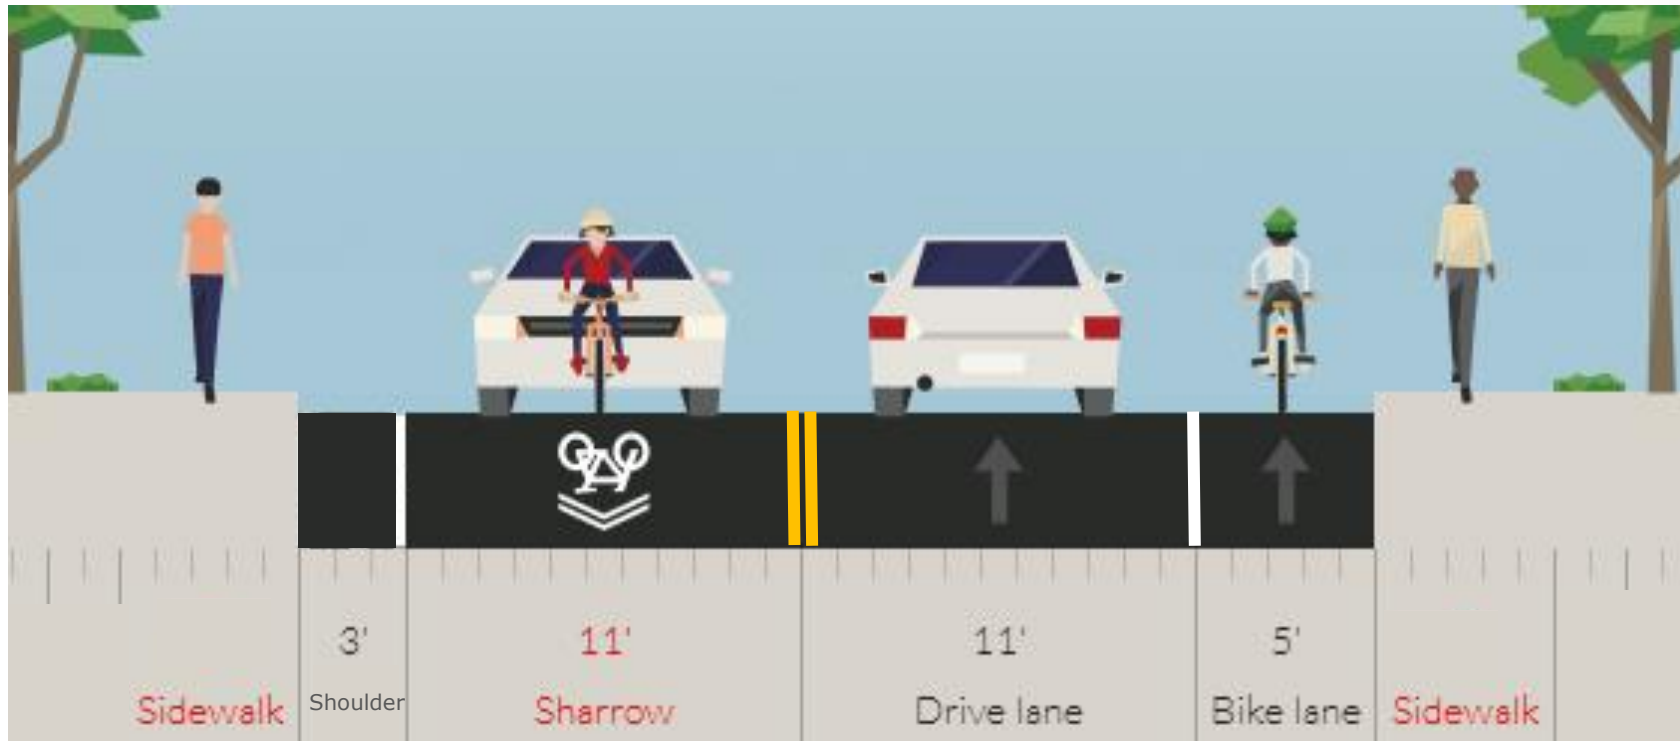 3' 11' 11' 5'
Sidewalk Shoulder Sharrow Drive lane Bike lane Sidewalk